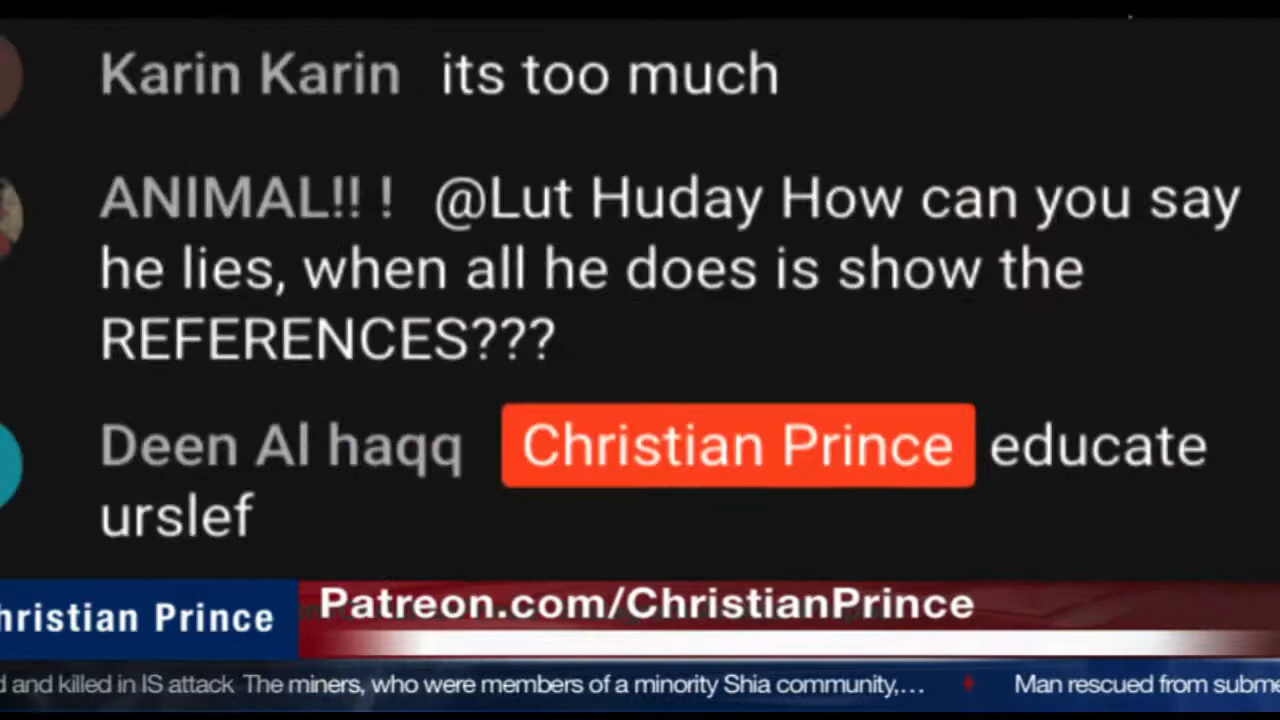 Karin Karin its too much
ANIMAL!! ! @Lut Huday How can you say
he lies, when all he does is show the
REFERENCES???
Deen Al haqq Christian Prince educate
urslef
hristian Prince Patreon.com/ChristianPrince
d and killed in IS attack The miners, who were members of a minority Shia community,... Man rescued from subme